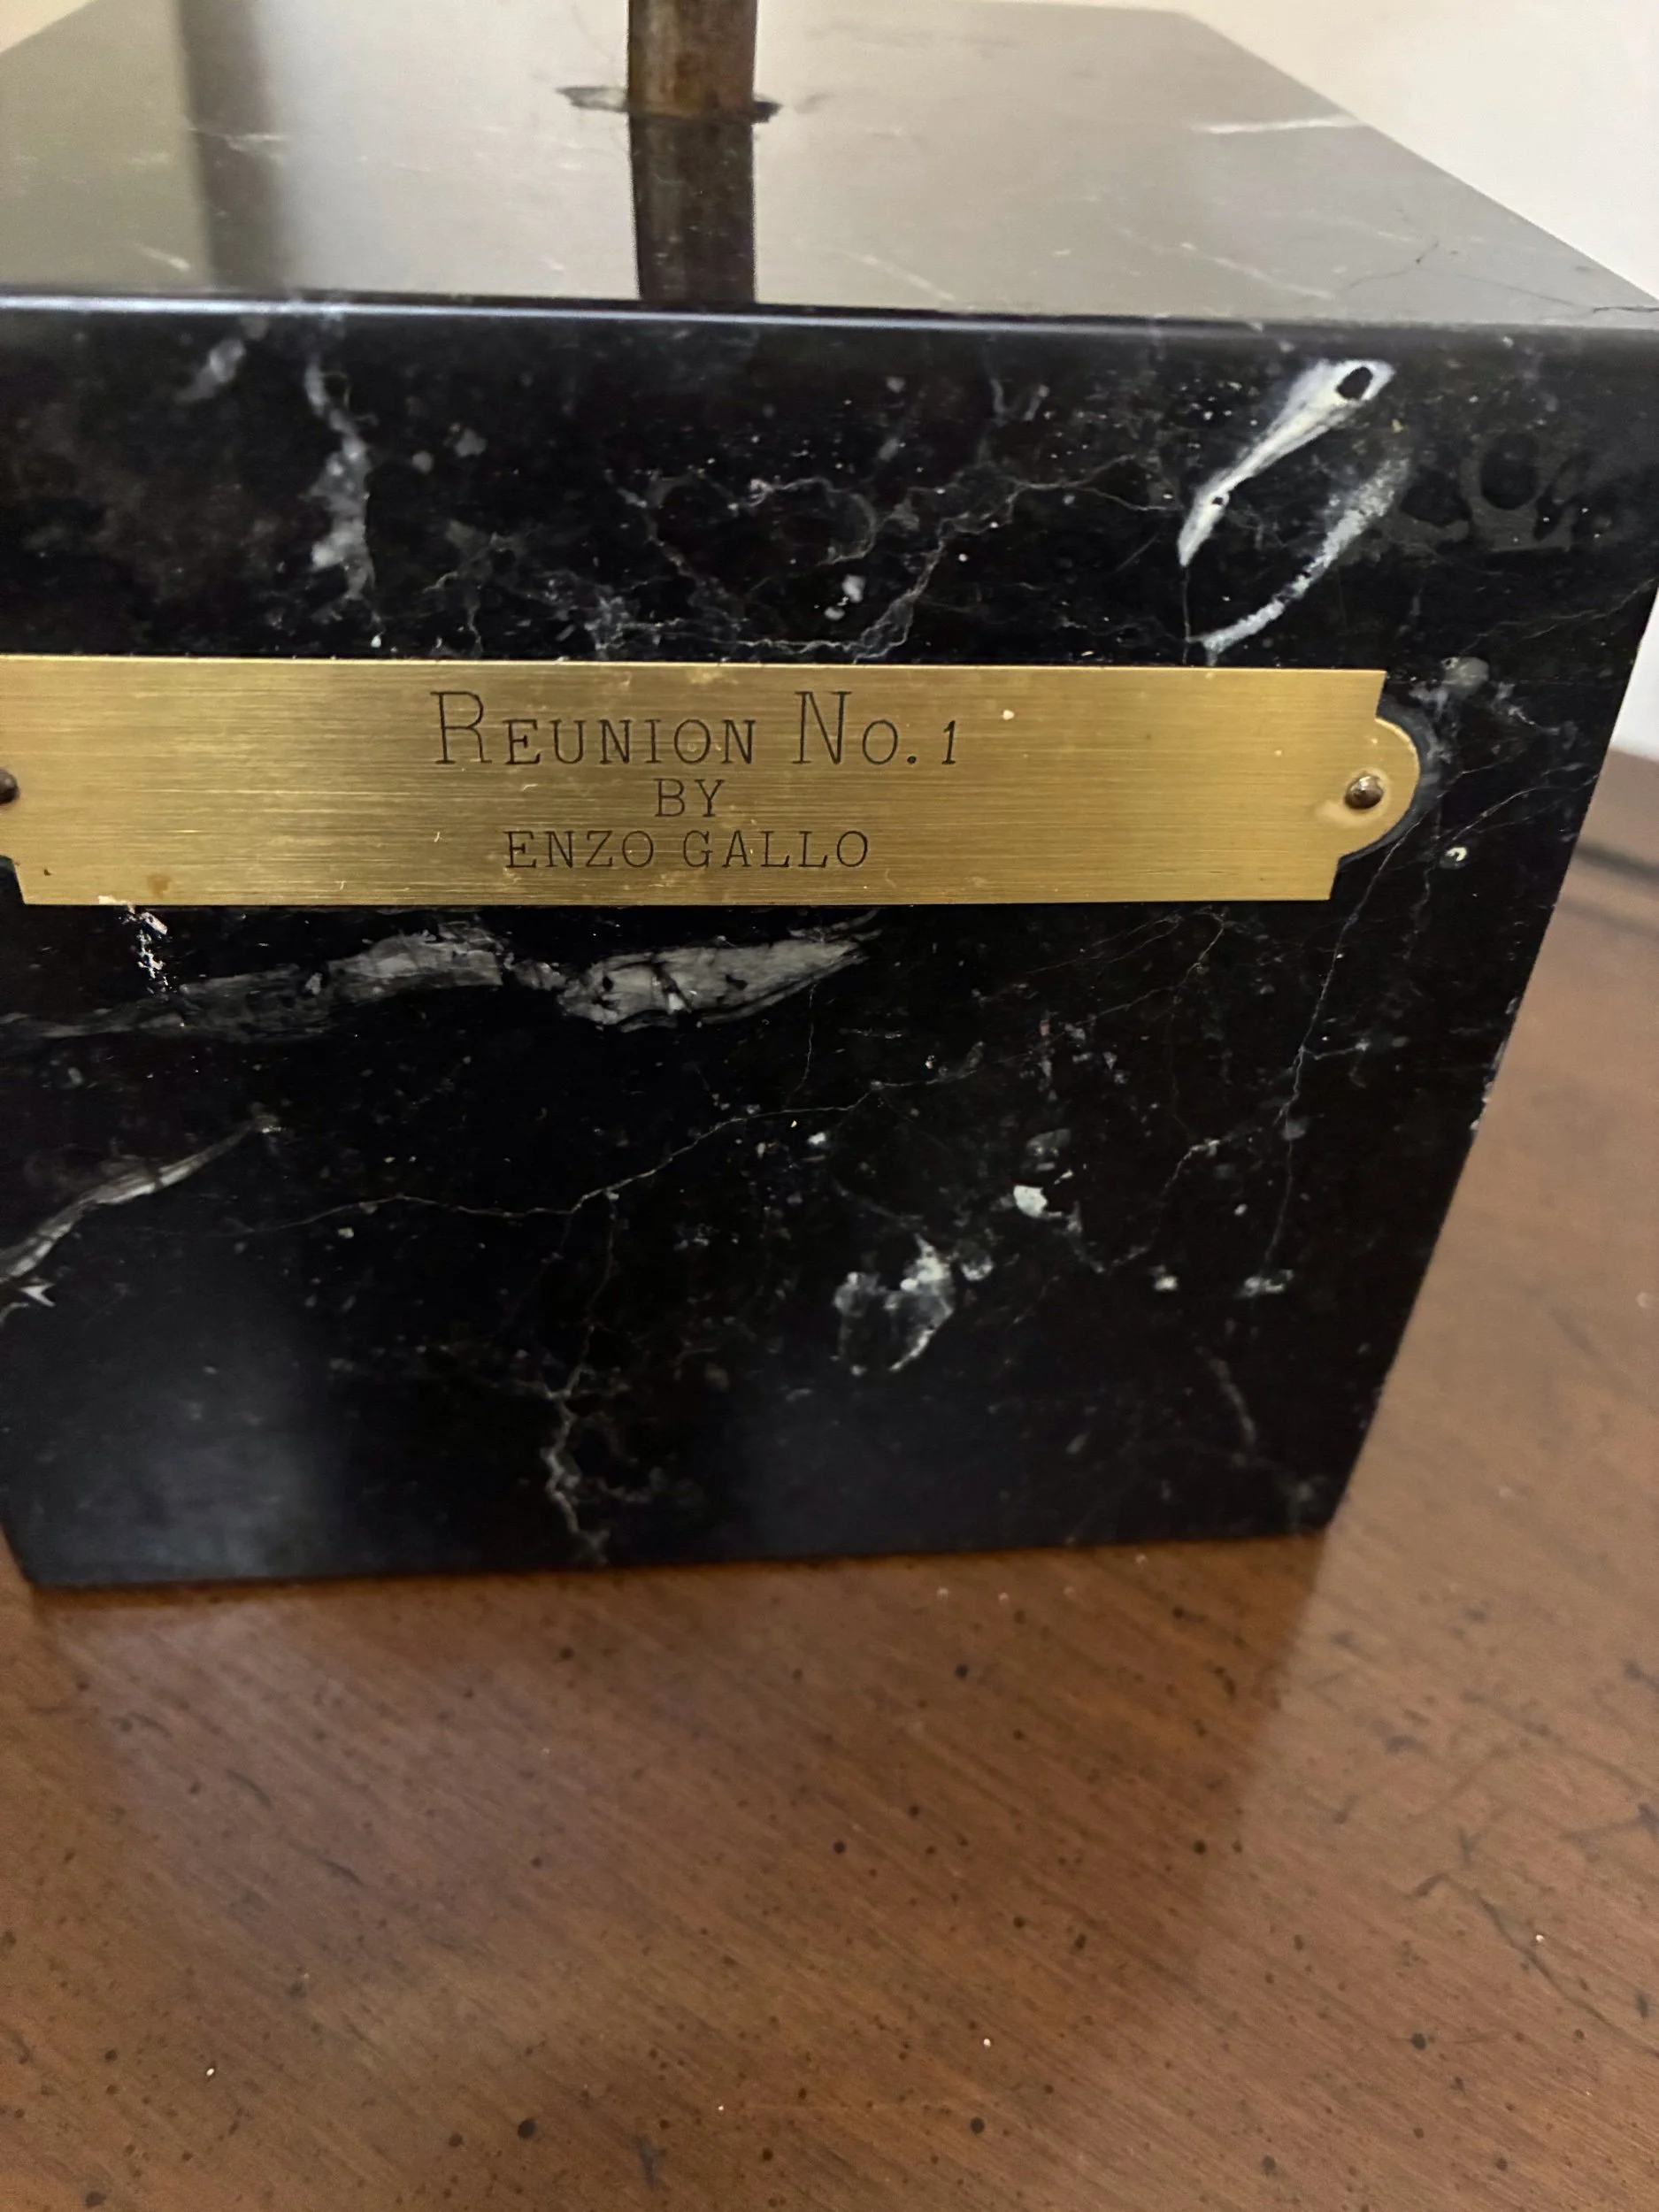 REUNION NO. 1
BY
ENZO GALLO